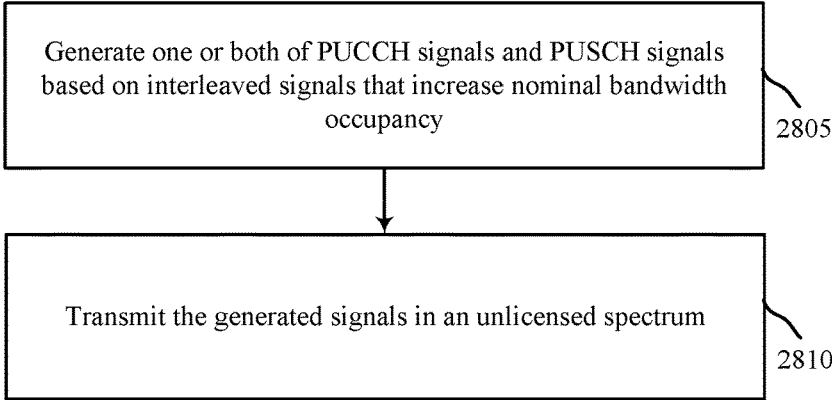 Generate one or both of PUCCH signals and PUSCH signals
based on interleaved signals that increase nominal bandwidth
occupancy
2805
Transmit the generated signals in an unlicensed spectrum
2810